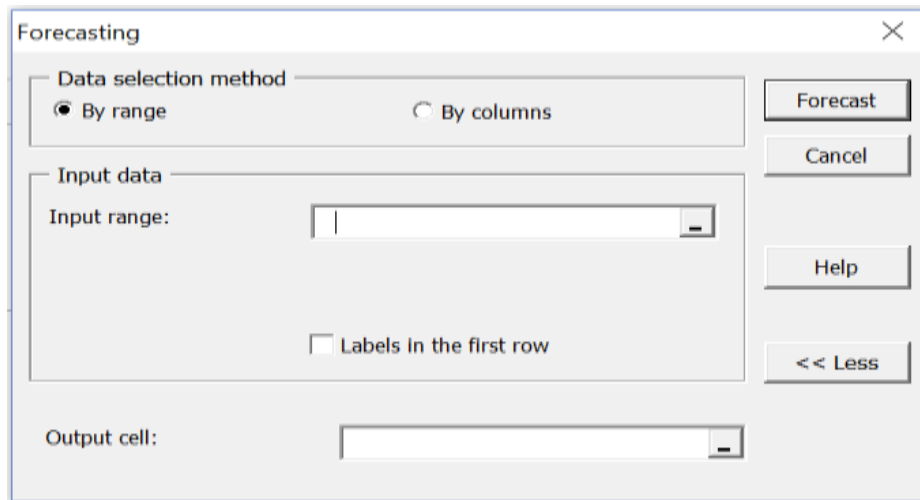 Forecasting
Data selection method
By range
By columns
Forecast
Cancel
Input data
Input range:
Help
Labels in the first row
<< Less
Output cell: